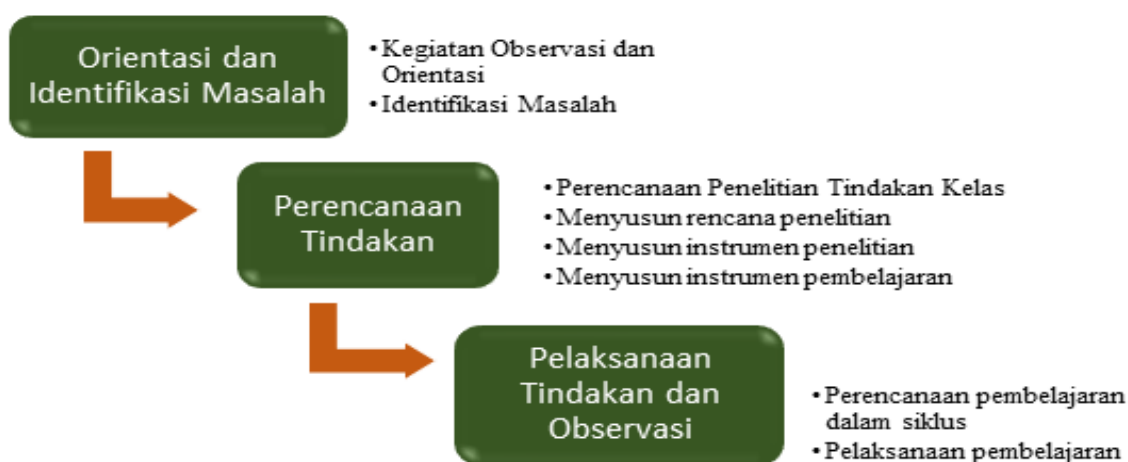 Orientasi dan
Identifikasi Masalah
•Kegiatan Observasi dan
Orientasi
•Identifikasi Masalah
Perencanaan
Tindakan
•Perencanaan Penelitian Tindakan Kelas
•Menyusun rencana penelitian
•Menyusun instrumen penelitian
•Menyusun instrumen pembelajaran
Pelaksanaan
Tindakan dan
Observasi
•Perencanaan pembelajaran
dalam siklus
•Pelaksanaan pembelajaran